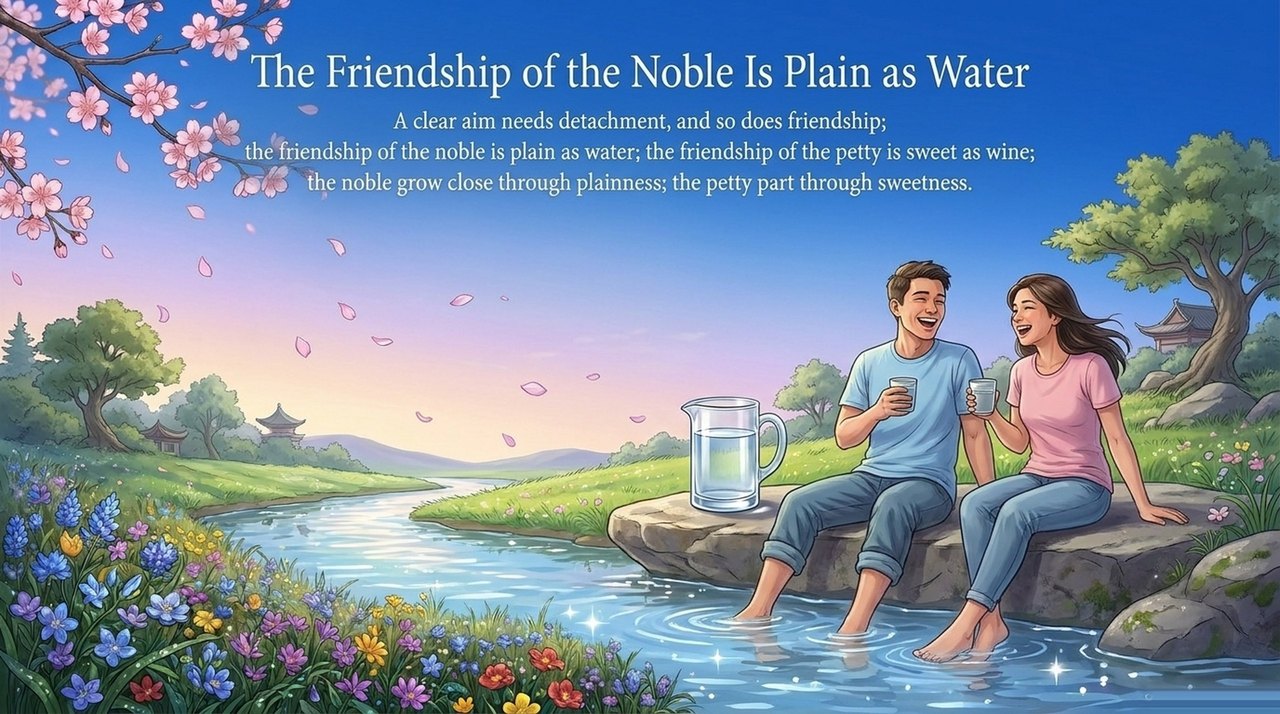 The Friendship of the Noble Is Plain as Water
A clear aim needs detachment, and so does friendship;
the friendship of the noble is plain as water; the friendship of the petty is sweet as wine;
the noble grow close through plainness; the petty part through sweetness.